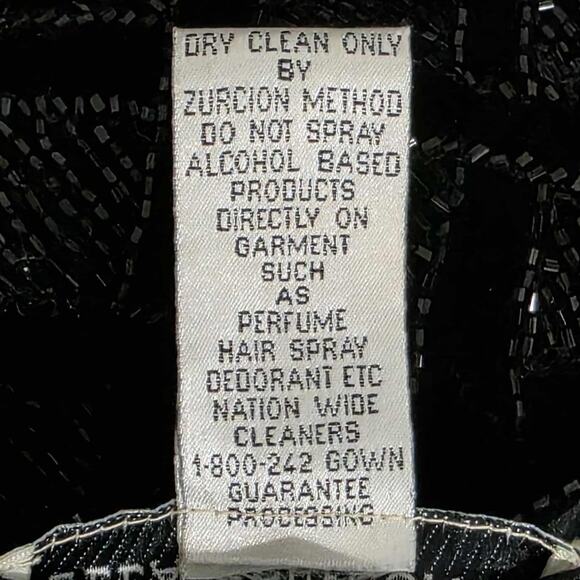 DRY CLEAN ONLY
BY
ZURCION METHOD
DO NOT SPRAY
ALCOHOL BASED
PRODUCTS
DIRECTLY ON
GARMENT
SUCH
AS
PERFUME
HAIR SPRAY
DEDORANT ETC
NATION WIDE
CLEANERS
1-800-242 GOWN
GUARANTEE
PROCESSING